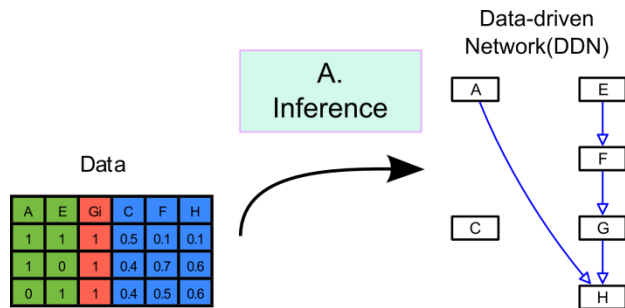 Data-driven
Network(DDN)
A.
Inference
Data
A E Gi C F H
1 1 1 0.5 0.1 0.1
1 0 1 0.4 0.7 0.6
0 1 1 0.4 0.5 0.6
A E
F
C G
H